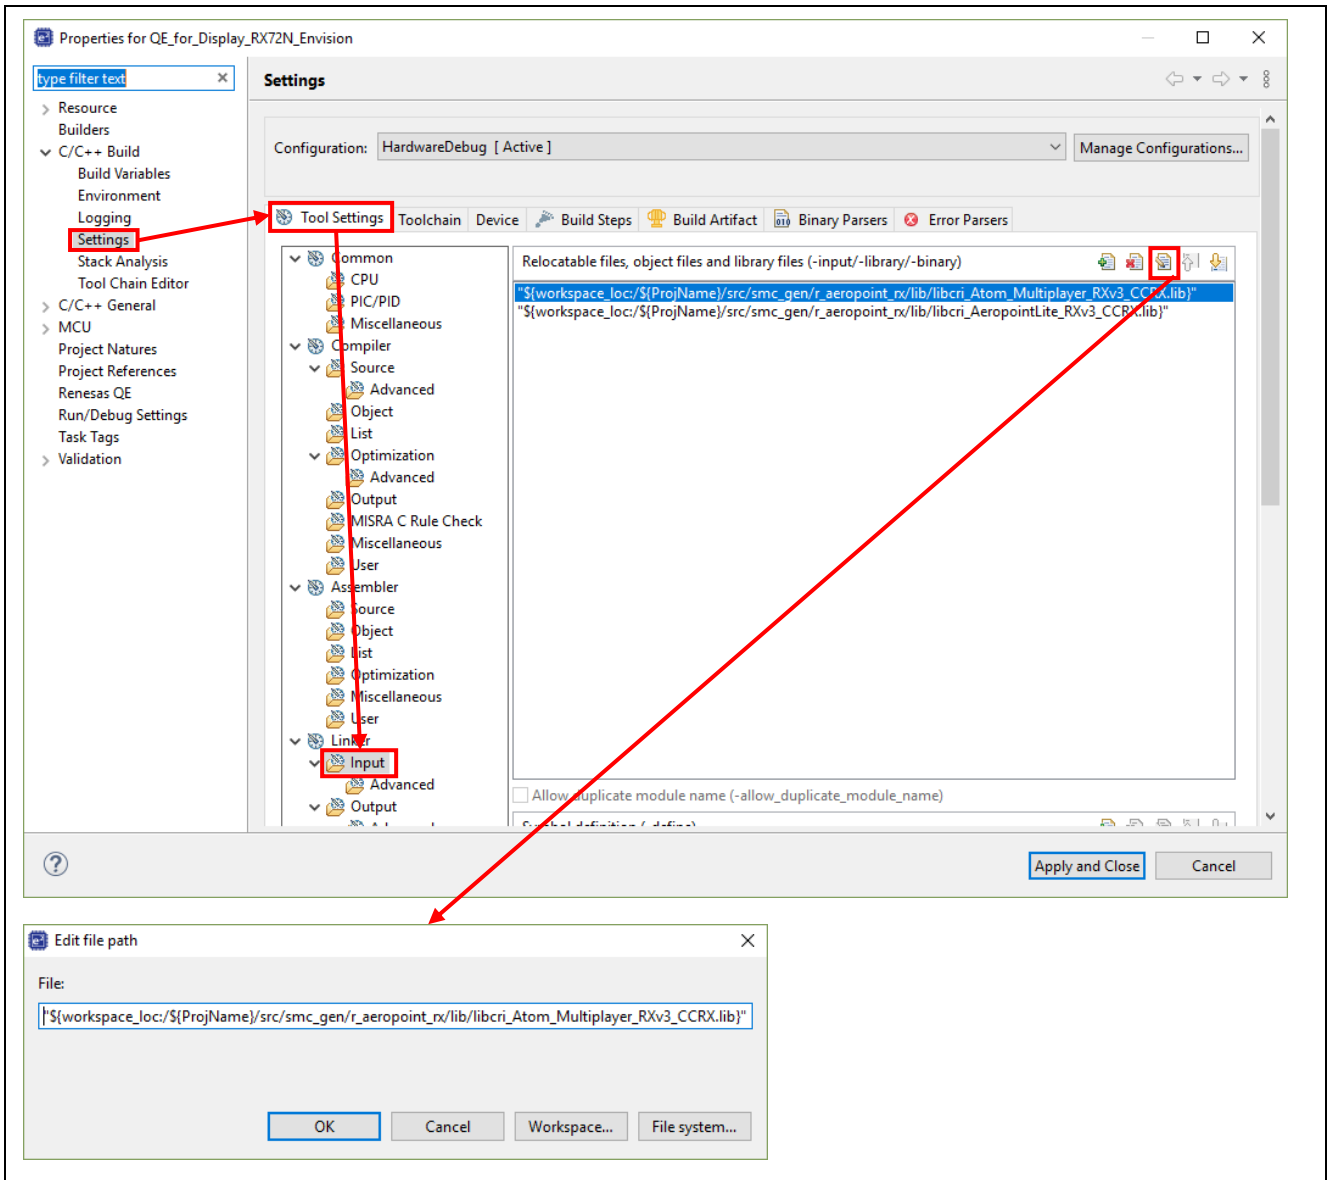 Properties for QE_for_Display_RX72N_Envision
type filter text
Resource
Builders
C/C++ Build
Build Variables
Environment
Logging
Settings
Stack Analysis
Tool Chain Editor
C/C++ General
MCU
Project Natures
Project References
Renesas QE
Run/Debug Settings
Task Tags
Validation
Settings
Configuration: HardwareDebug [ Active ] Manage Configurations...
Tool Settings Toolchain Device Build Steps Build Artifact Binary Parsers Error Parsers
Common
CPU
PIC/PID
Miscellaneous
Compiler
Source
Advanced
Object
List
Optimization
Advanced
Output
MISRA C Rule Check
Miscellaneous
User
Assembler
Source
Object
List
Optimization
Miscellaneous
User
Linker
Input
Advanced
Output
Advanced
Relocatable files, object files and library files (-input/-library/-binary)
"${workspace_loc:/${ProjName}/src/smc_gen/r_aeropoint_rx/lib/libcri_Atom_Multiplayer_RXv3_CCRX.lib}"
"${workspace_loc:/${ProjName}/src/smc_gen/r_aeropoint_rx/lib/libcri_AeropointLite_RXv3_CCRX.lib}"
Allow duplicate module name (-allow_duplicate_module_name)
Symbol definition (-define)
Apply and Close Cancel
Edit file path
File:
"${workspace_loc:/${ProjName}/src/smc_gen/r_aeropoint_rx/lib/libcri_Atom_Multiplayer_RXv3_CCRX.lib}"
OK Cancel Workspace... File system...